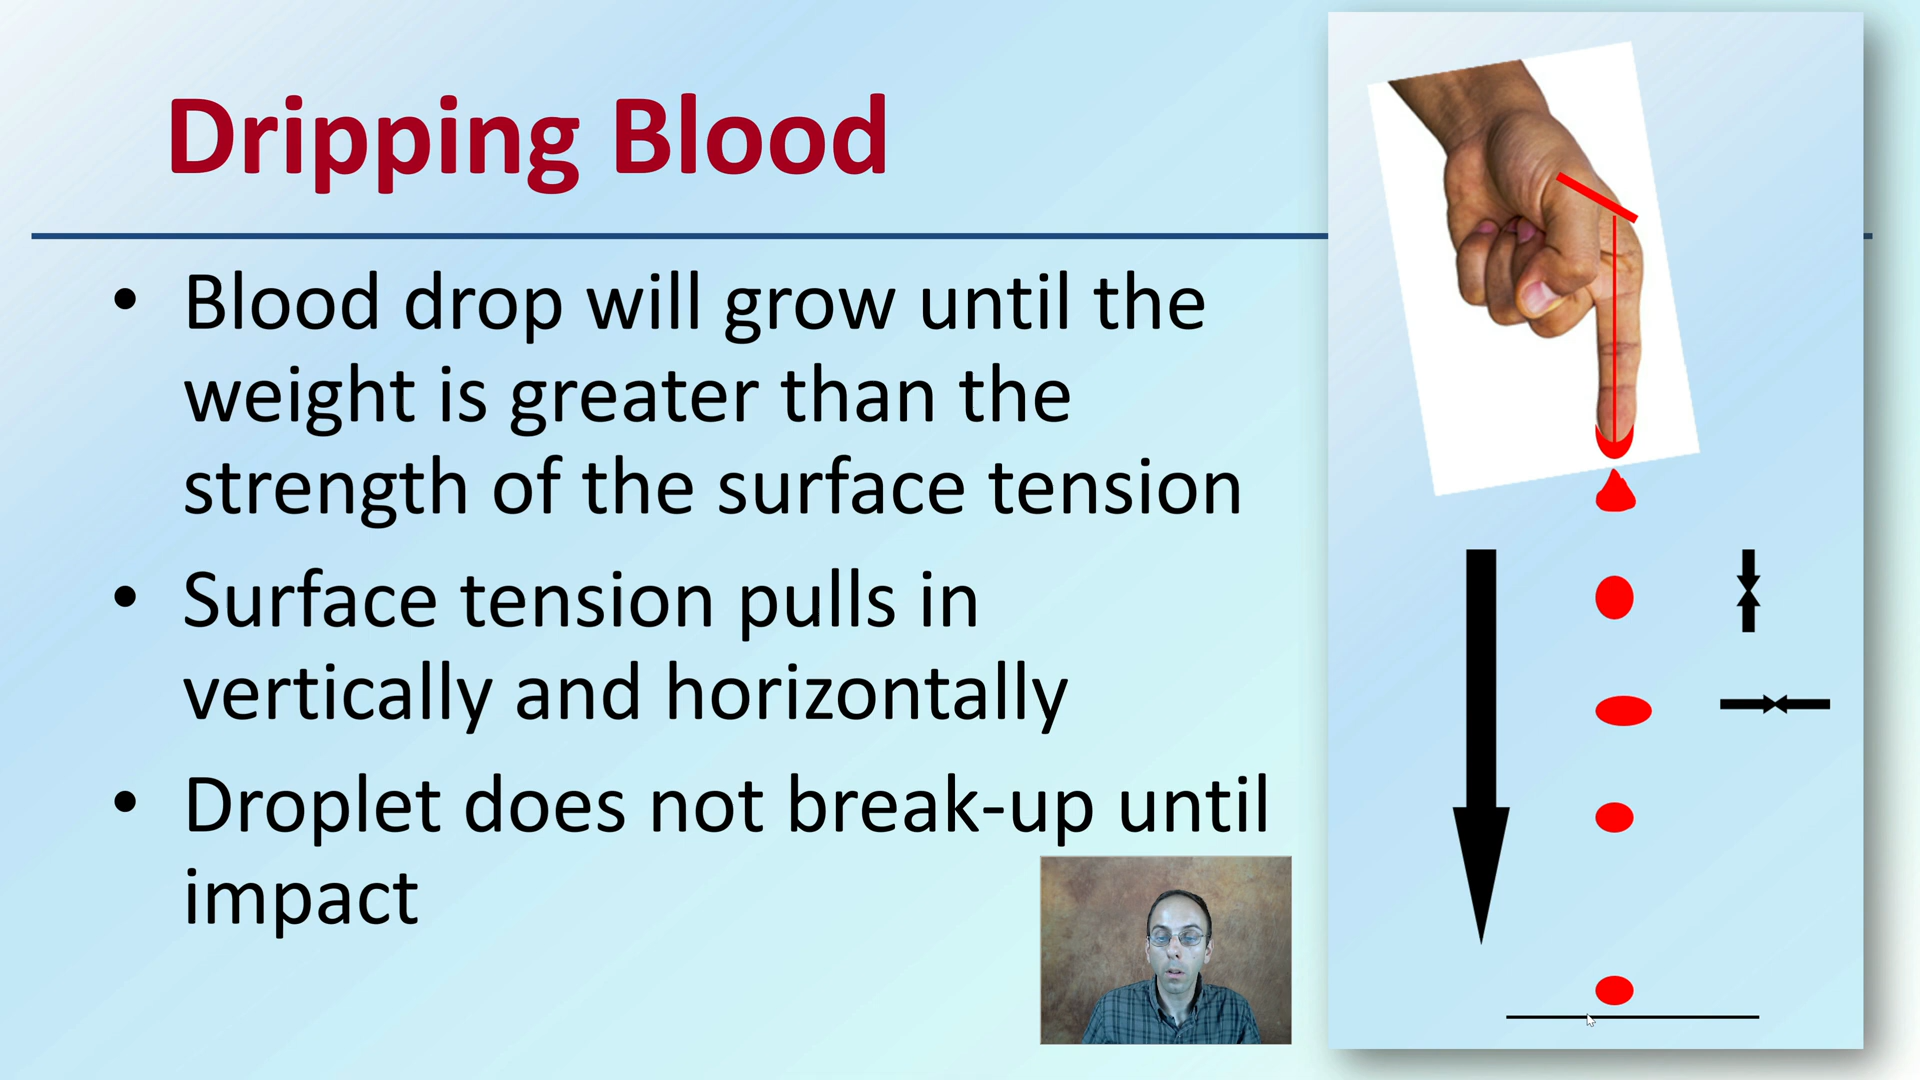 Dripping Blood
• Blood drop will grow until the
weight is greater than the
strength of the surface tension
• Surface tension pulls in
vertically and horizontally
• Droplet does not break-up until
impact